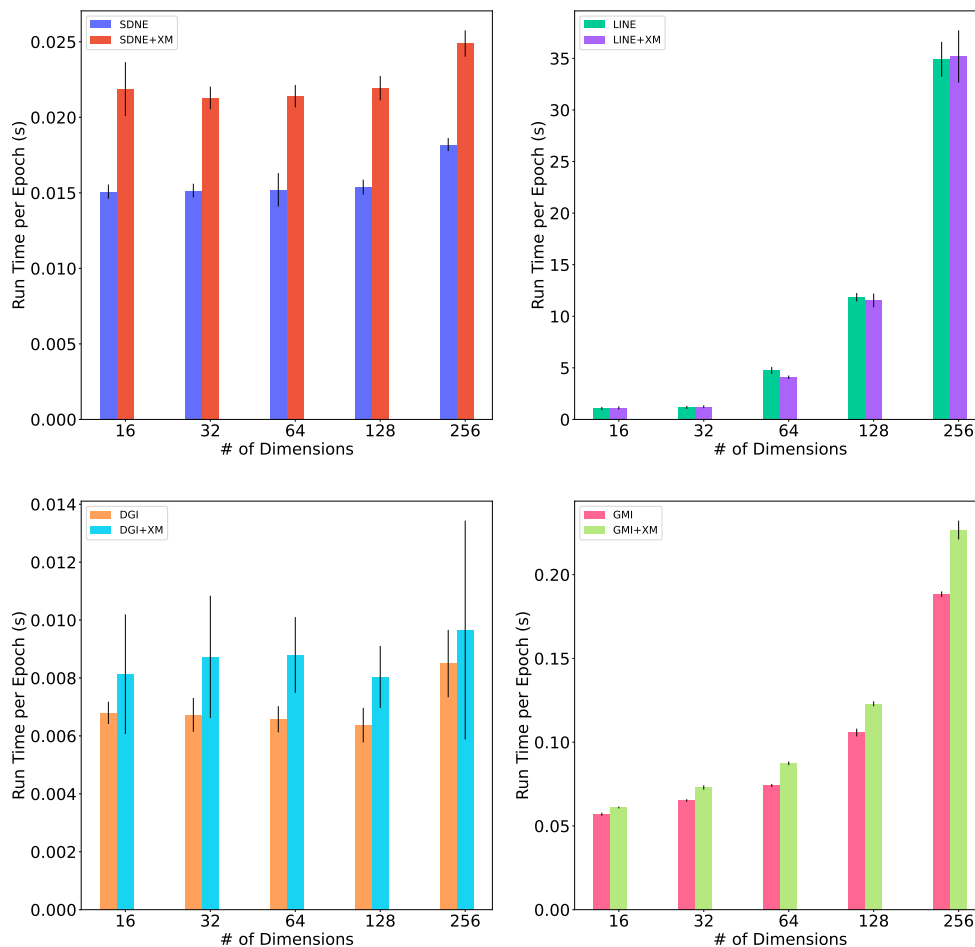 SDNE
SDNE+XM
0.025
0.020
0.015
0.010
0.005
0.000
Run Time per Epoch (s)
16 32 64 128 256
# of Dimensions
LINE
LINE+XM
35
30
25
20
15
10
5
0
Run Time per Epoch (s)
16 32 64 128 256
# of Dimensions
DGI
DGI+XM
0.014
0.012
0.010
0.008
0.006
0.004
0.002
0.000
Run Time per Epoch (s)
16 32 64 128 256
# of Dimensions
GMI
GMI+XM
0.20
0.15
0.10
0.05
0.00
Run Time per Epoch (s)
16 32 64 128 256
# of Dimensions